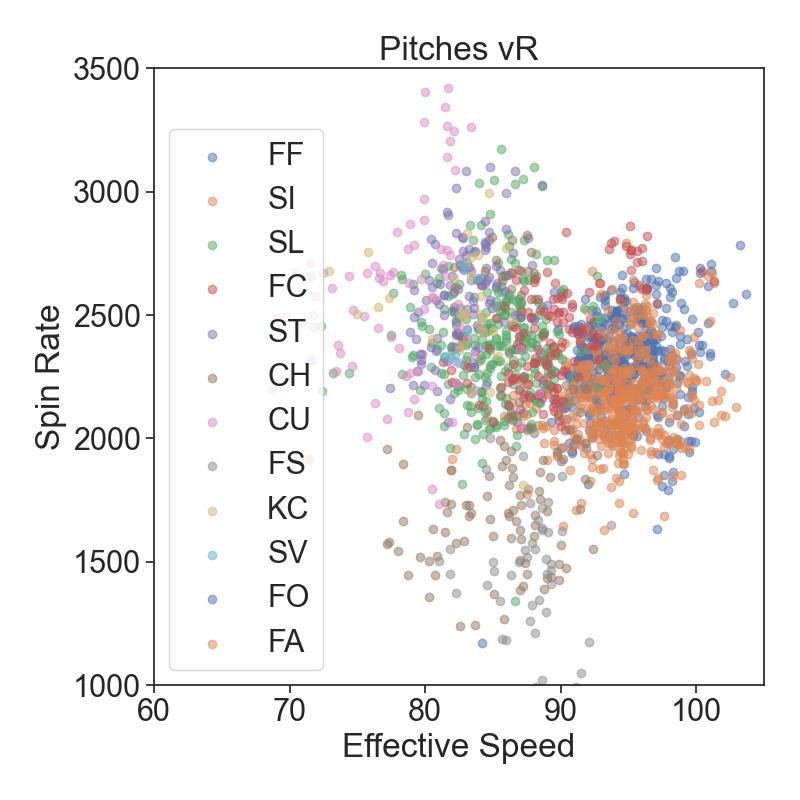 Pitches vR
3500
3000
2500
2000
1500
1000
Spin Rate
FF
SI
SL
FC
ST
CH
CU
FS
KC
SV
FO
FA
60 70 80 90 100
Effective Speed